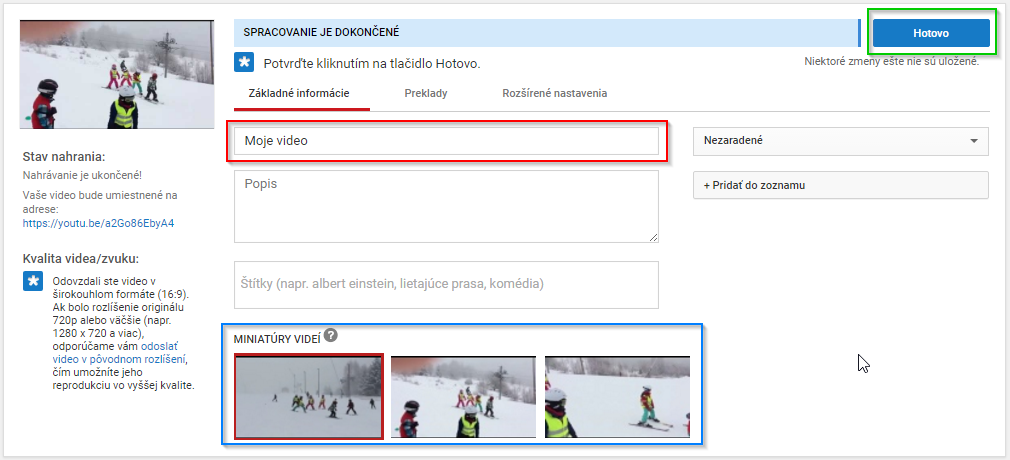 SPRACOVANIE JE DOKONČENÉ
Hotovo
Potvrďte kliknutím na tlačidlo Hotovo.
Niektoré zmeny ešte nie sú uložené.
Základné informácie
Preklady
Rozšírené nastavenia
Moje video
Nezaradené
Popis
+ Pridať do zoznamu
Štítky (napr. albert einstein, lietajúce prasa, komédia)
MINIATÚRY VIDEÍ ?
Stav nahrania:
Nahrávanie je ukončené!
Vaše video bude umiestnené na
adrese:
https://youtu.be/a2Go86EbyA4
Kvalita videa/zvuku:
Odovzdali ste video v
širokouhlom formáte (16:9).
Ak bolo rozlíšenie originálu
720p alebo väčšie (napr.
1280 x 720 a viac),
odporúčame vám odoslať
video v pôvodnom rozlíšení,
čím umožníte jeho
reprodukciu vo vyššej kvalite.